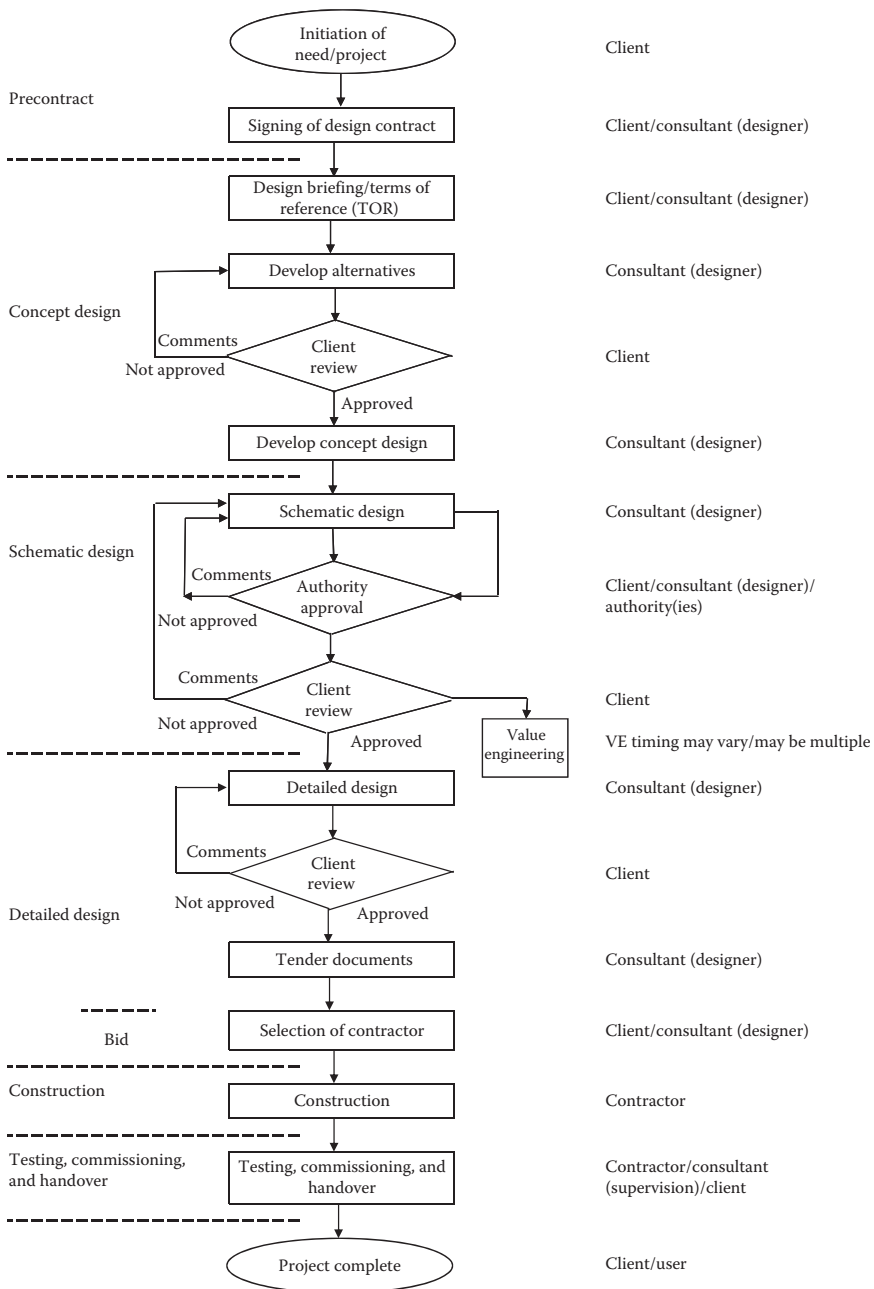 Initiation of
need/project
Client
Precontract
Signing of design contract
Client/consultant (designer)
Design briefing/terms of
reference (TOR)
Client/consultant (designer)
Develop alternatives
Consultant (designer)
Concept design
Comments
Client
review
Client
Not approved
Approved
Develop concept design
Consultant (designer)
Schematic design
Consultant (designer)
Schematic design
Comments
Authority
approval
Client/consultant (designer)/
authority(ies)
Not approved
Comments
Client
review
Client
Not approved
Approved
Value
engineering
VE timing may vary/may be multiple
Detailed design
Consultant (designer)
Comments
Client
review
Client
Not approved
Approved
Detailed design
Tender documents
Consultant (designer)
Bid
Selection of contractor
Client/consultant (designer)
Construction
Construction
Contractor
Testing, commissioning,
and handover
Testing, commissioning, and
handover
Contractor/consultant
(supervision)/client
Project complete
Client/user